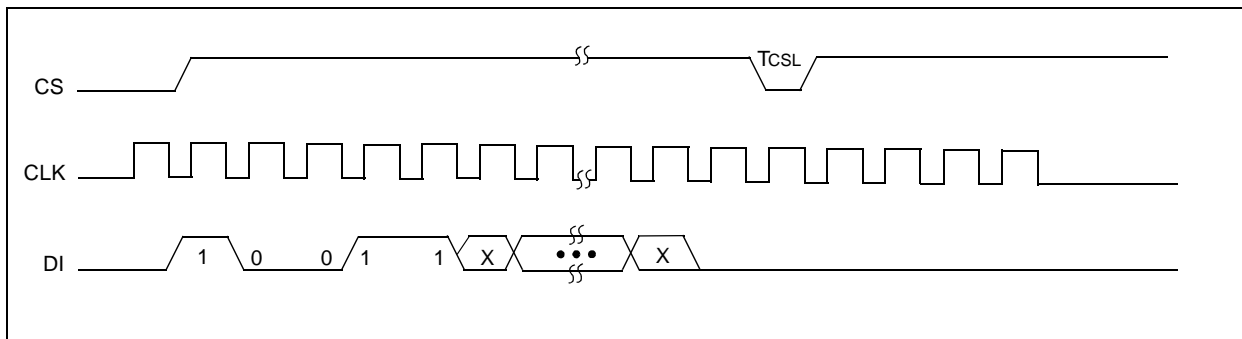 TCSL
CS
CLK
DI 1 0 0 1 1 X ••• X